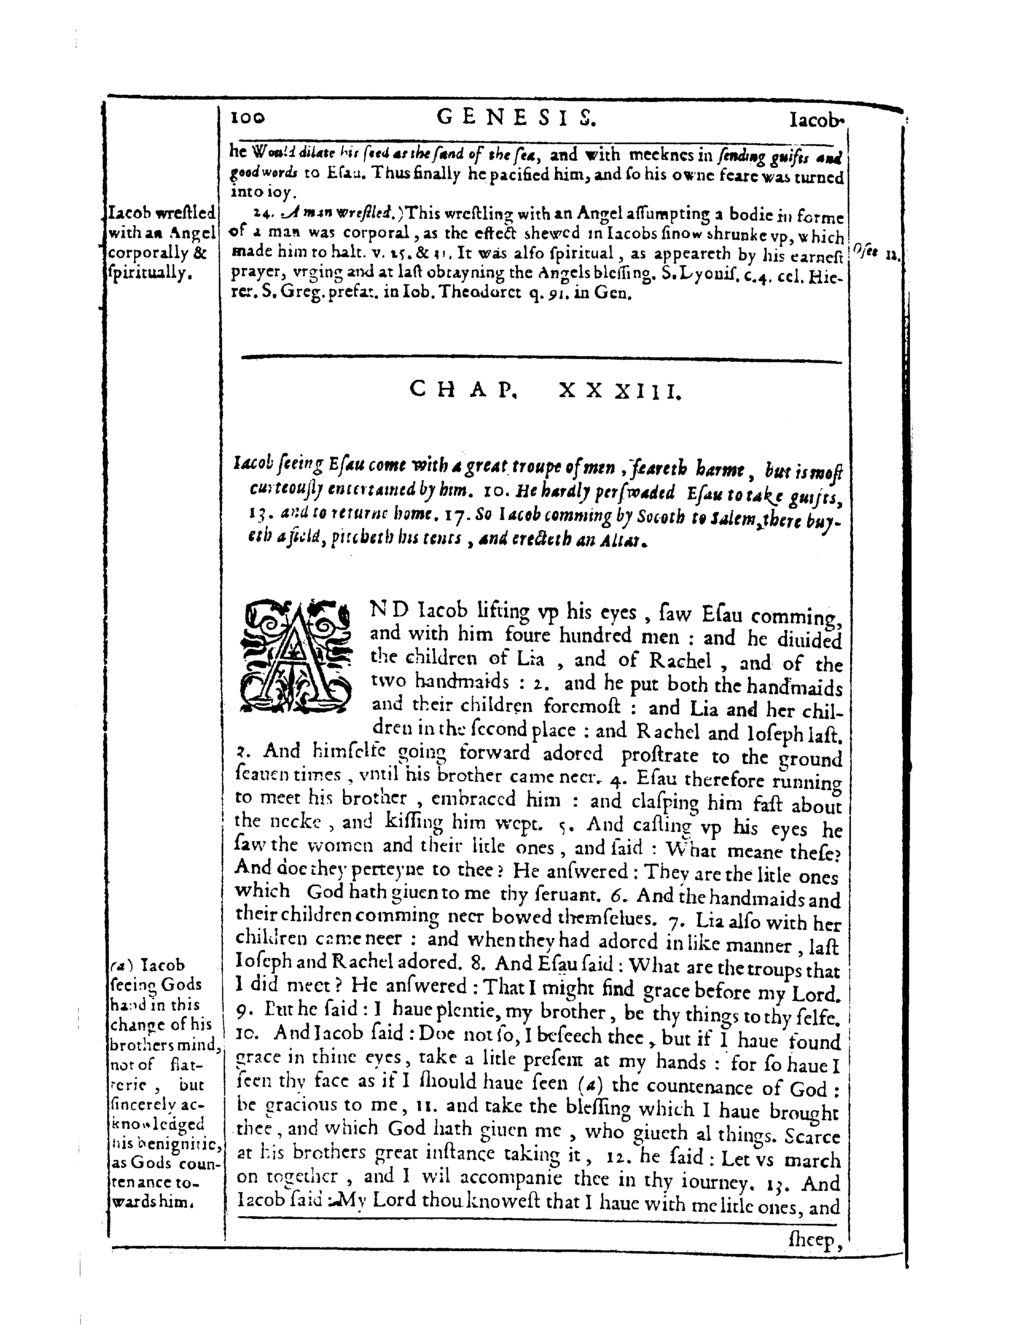 100 GENESIS. Iacob
he Would dilate his ſeed as the ſand of the ſea, and with meeknes in ſending guifts and
good words to Eſau. Thus finally he pacified him, and ſo his owne feare was turned
into ioy.
Iacob wreſtled
with an Angel
corporally &
ſpiritually.
24. A man wreſtled.) This wreſtling with an Angel aſſumpting a bodie in forme
of a man was corporal, as the effect shewed in Iacobs ſinow shrunke vp, which
made him to halt. v. 25. & 31. It was alſo ſpiritual, as appeareth by his earneſt
prayer, vrging and at laſt obtayning the Angels bleſſing. S. Dyoniſ. c.4. cel. Hie-
rer. S. Greg. prefat. in Iob. Theodoret q. 91. in Gen.
Oſee 12.
CHAP. XXXIII.
Iacob ſeeing Eſau come with a great troupe of men, feareth harme, but is moſt
curteouſly entertained by him. 10. He hardly perſwaded Eſau to take guifts,
13. and to returne home. 17. So Iacob comming by Socoth to Salem, there buy-
eth a field, pitcheth his tents, and erecteth an Altar.
AND Iacob lifting vp his eyes, ſaw Eſau comming,
and with him foure hundred men : and he diuided
the children of Lia, and of Rachel, and of the
two handmaids : 2. and he put both the handmaids
and their children foremoſt : and Lia and her chil-
dren in the ſecond place : and Rachel and Ioſeph laſt.
3. And himſelfe going forward adored proſtrate to the ground
ſeauen times, vntil his brother came neer. 4. Eſau therefore running
to meet his brother, embraced him : and claſping him faſt about
the necke, and kiſſing him wept. 5. And caſting vp his eyes he
ſaw the women and their litle ones, and ſaid : What meane theſe?
And doe they perteyne to thee? He anſwered : They are the litle ones
which God hath giuen to me thy ſeruant. 6. And the handmaids and
their children comming neer bowed themſelues. 7. Lia alſo with her
children came neer : and when they had adored in like manner, laſt
Ioſeph and Rachel adored. 8. And Eſau ſaid : What are the troups that
I did meet? He anſwered : That I might find grace before my Lord.
9. But he ſaid : I haue plentie, my brother, be thy things to thy ſelfe.
10. And Iacob ſaid : Doe not ſo, I beſeech thee, but if I haue found
grace in thine eyes, take a litle preſent at my hands : for ſo haue I
ſeen thy face as if I ſhould haue ſeen (a) the countenance of God :
be gracious to me, 11. and take the bleſſing which I haue brought
thee, and which God hath giuen me, who giueth al things. Scarce
at his brothers great inſtance taking it, 12. he ſaid : Let vs march
on together, and I wil accompanie thee in thy iourney. 13. And
Iacob ſaid : My Lord thou knoweſt that I haue with me litle ones, and
(a) Iacob
ſeeing Gods
hand in this
change of his
brothers mind,
not of flat-
terie, but
ſincerely ac-
knowledged
his benignitie,
as Gods coun-
tenance to-
wards him.
ſheep,